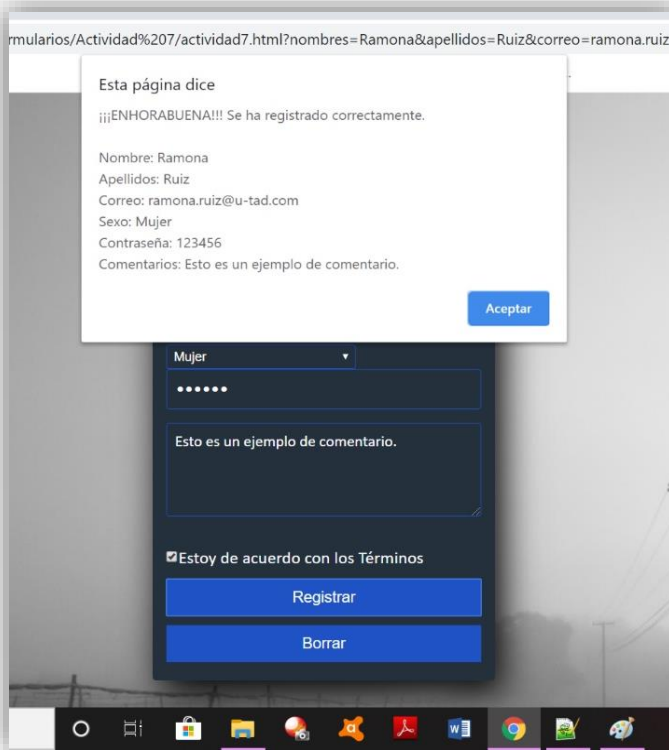 rmularios/Actividad%207/actividad7.html?nombres=Ramona&apellidos=Ruiz&correo=ramona.ruiz
Esta página dice
¡¡¡ENHORABUENA!!! Se ha registrado correctamente.
Nombre: Ramona
Apellidos: Ruiz
Correo: ramona.ruiz@u-tad.com
Sexo: Mujer
Contraseña: 123456
Comentarios: Esto es un ejemplo de comentario.
Aceptar
Mujer
••••••
Esto es un ejemplo de comentario.
Estoy de acuerdo con los Términos
Registrar
Borrar